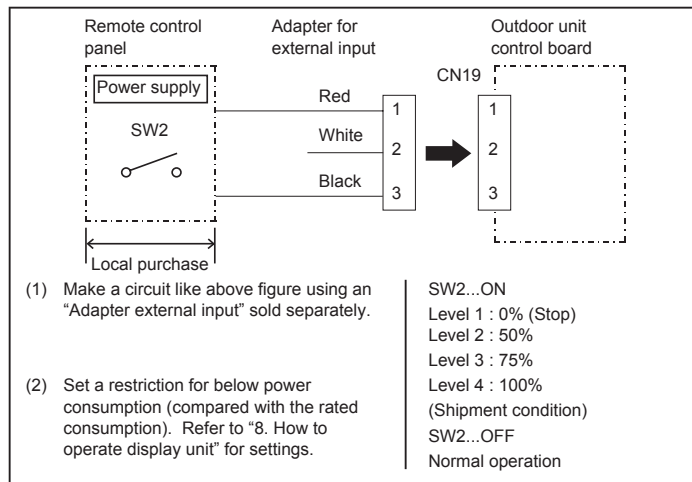 Remote control
panel
Adapter for
external input
Outdoor unit
control board
CN19
Power supply
SW2
Red
White
Black
1
2
3
1
2
3
Local purchase
(1) Make a circuit like above figure using an
“Adapter external input” sold separately.
(2) Set a restriction for below power
consumption (compared with the rated
consumption). Refer to “8. How to
operate display unit” for settings.
SW2...ON
Level 1 : 0% (Stop)
Level 2 : 50%
Level 3 : 75%
Level 4 : 100%
(Shipment condition)
SW2...OFF
Normal operation